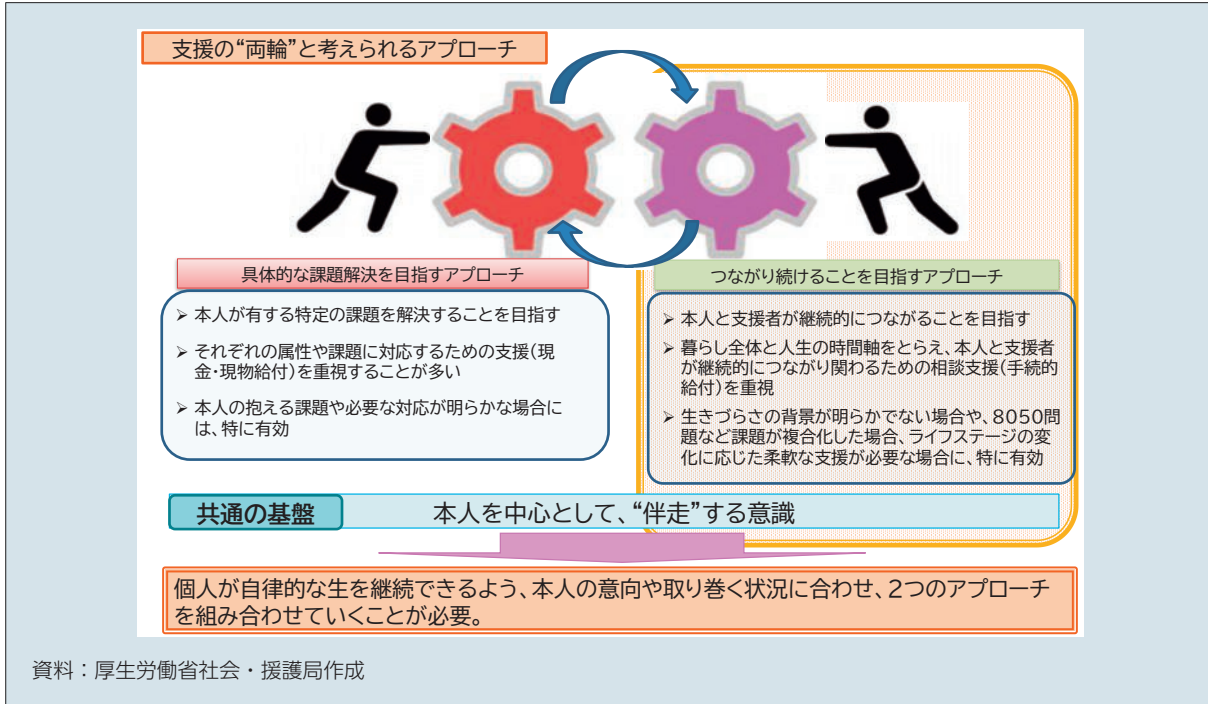 支援の“両輪”と考えられるアプローチ
具体的な課題解決を目指すアプローチ
➢ 本人が有する特定の課題を解決することを目指す
➢ それぞれの属性や課題に対応するための支援(現
金・現物給付)を重視することが多い
➢ 本人の抱える課題や必要な対応が明らかな場合に
は、特に有効
つながり続けることを目指すアプローチ
➢ 本人と支援者が継続的につながることを目指す
➢ 暮らし全体と人生の時間軸をとらえ、本人と支援者
が継続的につながり関わるための相談支援(手続的
給付)を重視
➢ 生きづらさの背景が明らかでない場合や、8050問
題など課題が複合化した場合、ライフステージの変
化に応じた柔軟な支援が必要な場合に、特に有効
共通の基盤
本人を中心として、“伴走”する意識
個人が自律的な生を継続できるよう、本人の意向や取り巻く状況に合わせ、2つのアプローチ
を組み合わせていくことが必要。
資料：厚生労働省社会・援護局作成